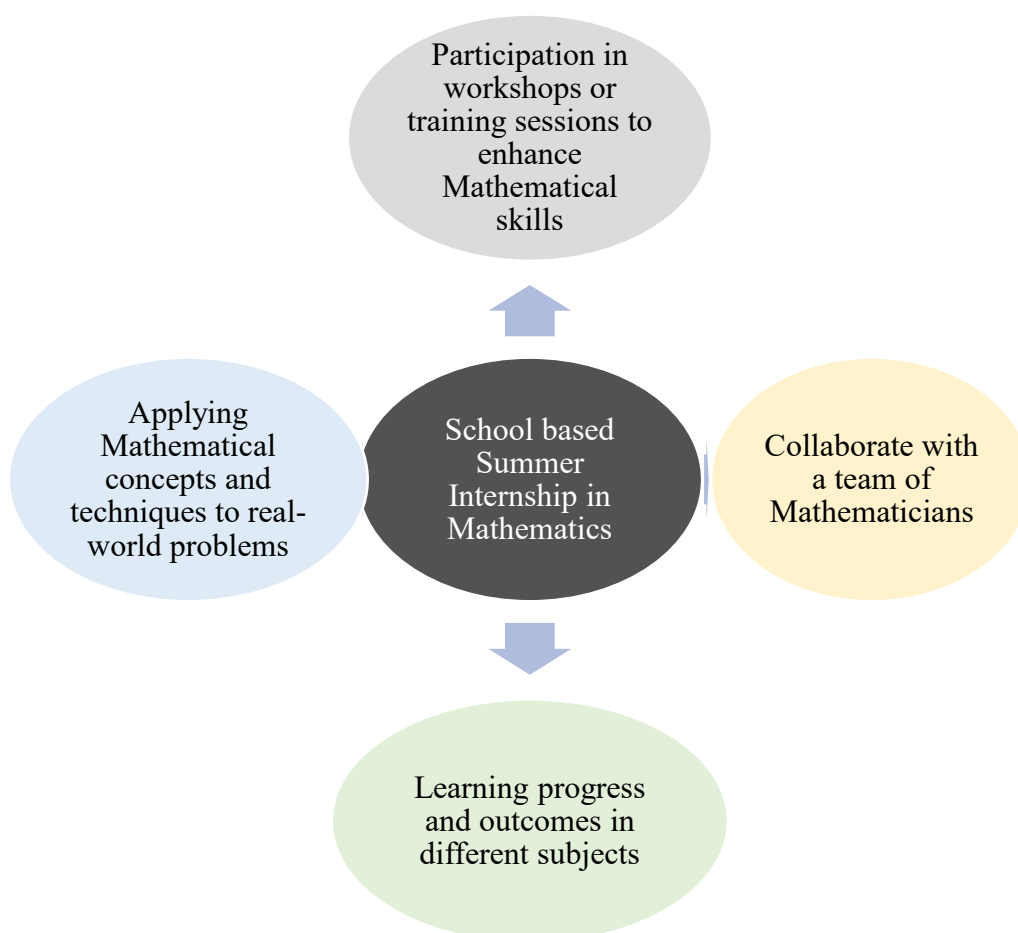 Participation in
workshops or
training sessions to
enhance
Mathematical
skills
Applying
Mathematical
concepts and
techniques to real-
world problems
School based
Summer
Internship in
Mathematics
Collaborate with
a team of
Mathematicians
Learning progress
and outcomes in
different subjects